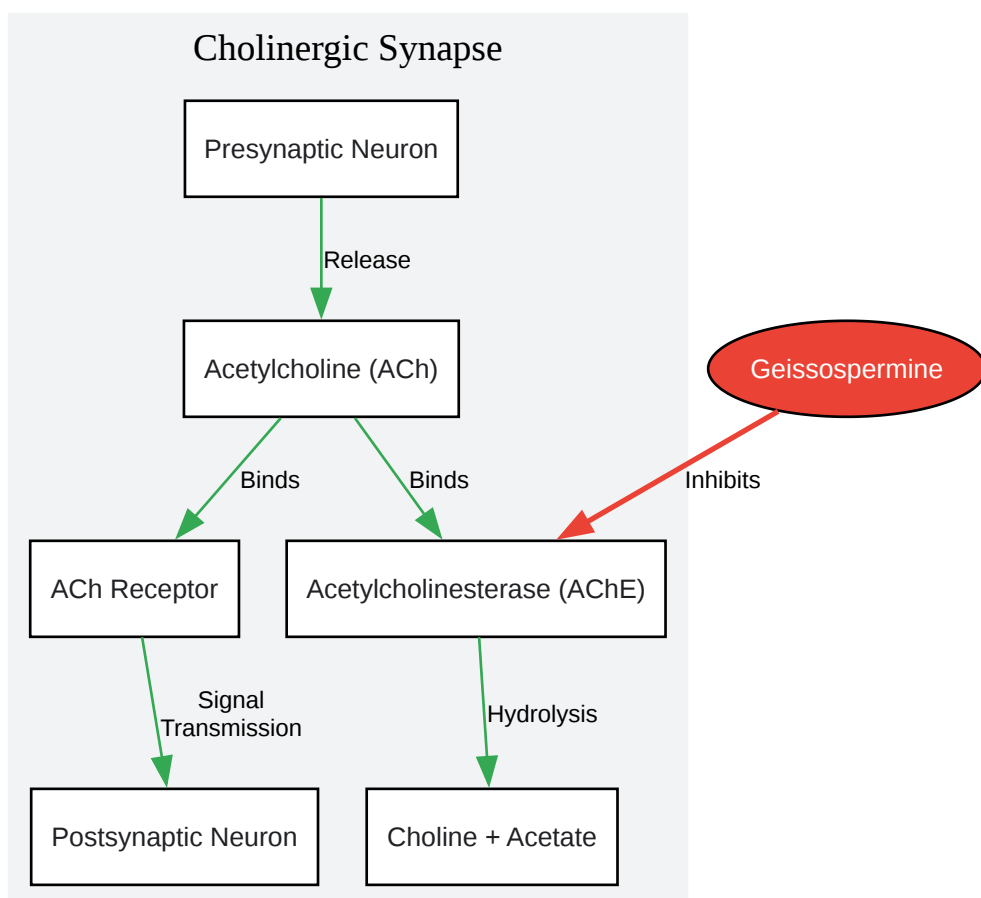 Cholinergic Synapse
Presynaptic Neuron
Release
Acetylcholine (ACh)
Geissospermine
Binds
Binds
Inhibits
ACh Receptor
Acetylcholinesterase (AChE)
Signal
Transmission
Hydrolysis
Postsynaptic Neuron
Choline + Acetate